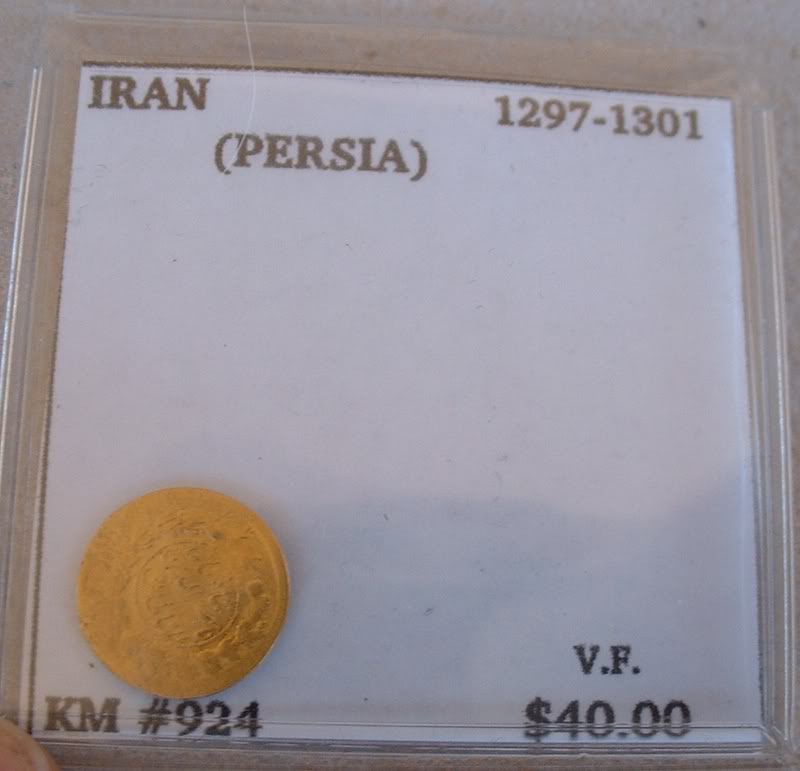 IRAN 1297-1301
(PERSIA)
V.F.
KM #924 $40.00